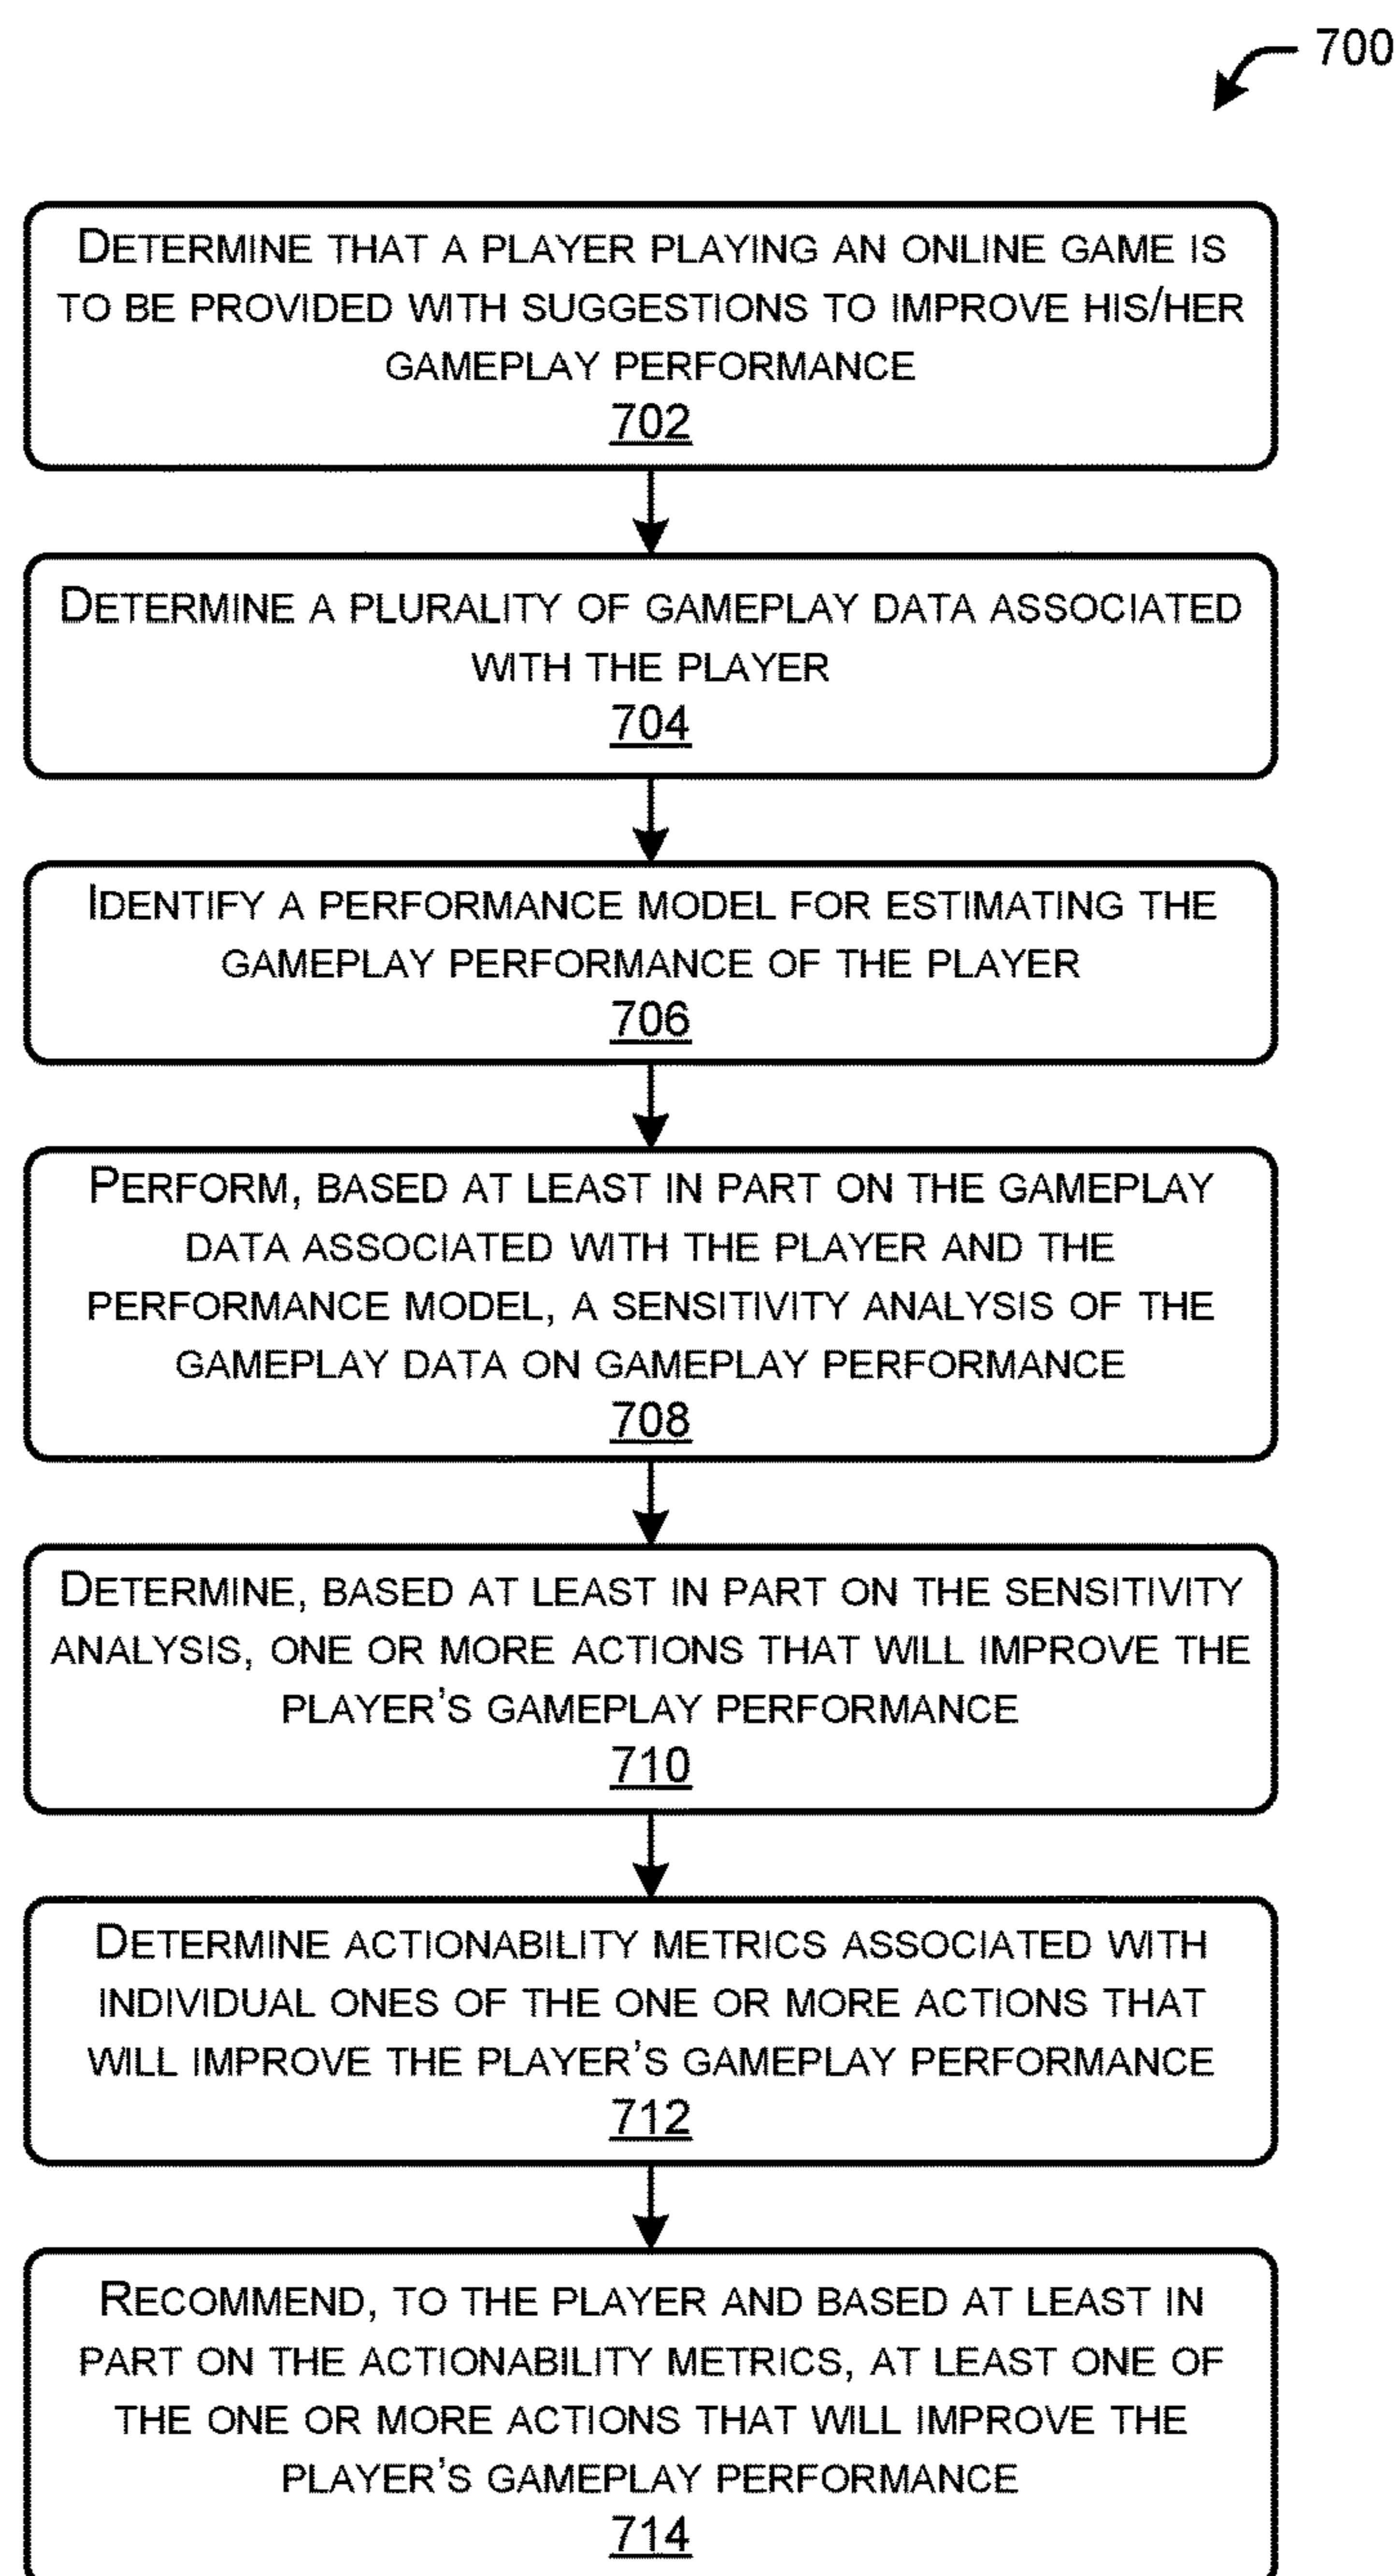 700
DETERMINE THAT A PLAYER PLAYING AN ONLINE GAME IS
TO BE PROVIDED WITH SUGGESTIONS TO IMPROVE HIS/HER
GAMEPLAY PERFORMANCE
702
DETERMINE A PLURALITY OF GAMEPLAY DATA ASSOCIATED
WITH THE PLAYER
704
IDENTIFY A PERFORMANCE MODEL FOR ESTIMATING THE
GAMEPLAY PERFORMANCE OF THE PLAYER
706
PERFORM, BASED AT LEAST IN PART ON THE GAMEPLAY
DATA ASSOCIATED WITH THE PLAYER AND THE
PERFORMANCE MODEL, A SENSITIVITY ANALYSIS OF THE
GAMEPLAY DATA ON GAMEPLAY PERFORMANCE
708
DETERMINE, BASED AT LEAST IN PART ON THE SENSITIVITY
ANALYSIS, ONE OR MORE ACTIONS THAT WILL IMPROVE THE
PLAYER'S GAMEPLAY PERFORMANCE
710
DETERMINE ACTIONABILITY METRICS ASSOCIATED WITH
INDIVIDUAL ONES OF THE ONE OR MORE ACTIONS THAT
WILL IMPROVE THE PLAYER'S GAMEPLAY PERFORMANCE
712
RECOMMEND, TO THE PLAYER AND BASED AT LEAST IN
PART ON THE ACTIONABILITY METRICS, AT LEAST ONE OF
THE ONE OR MORE ACTIONS THAT WILL IMPROVE THE
PLAYER'S GAMEPLAY PERFORMANCE
714